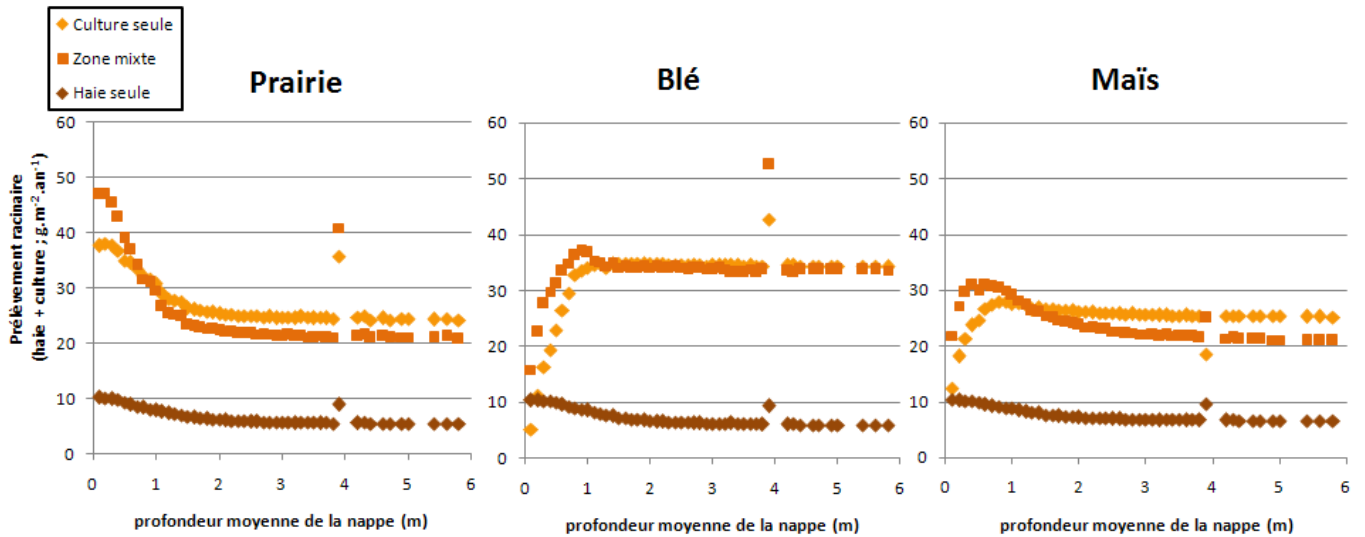 Culture seule
Zone mixte
Haie seule
Prairie
Blé
Maïs
Prélèvement racinaire
(haie + culture ; g.m⁻².an⁻¹)
60
50
40
30
20
10
0
0 1 2 3 4 5 6
profondeur moyenne de la nappe (m)
60
50
40
30
20
10
0
0 1 2 3 4 5 6
profondeur moyenne de la nappe (m)
60
50
40
30
20
10
0
0 1 2 3 4 5 6
profondeur moyenne de la nappe (m)